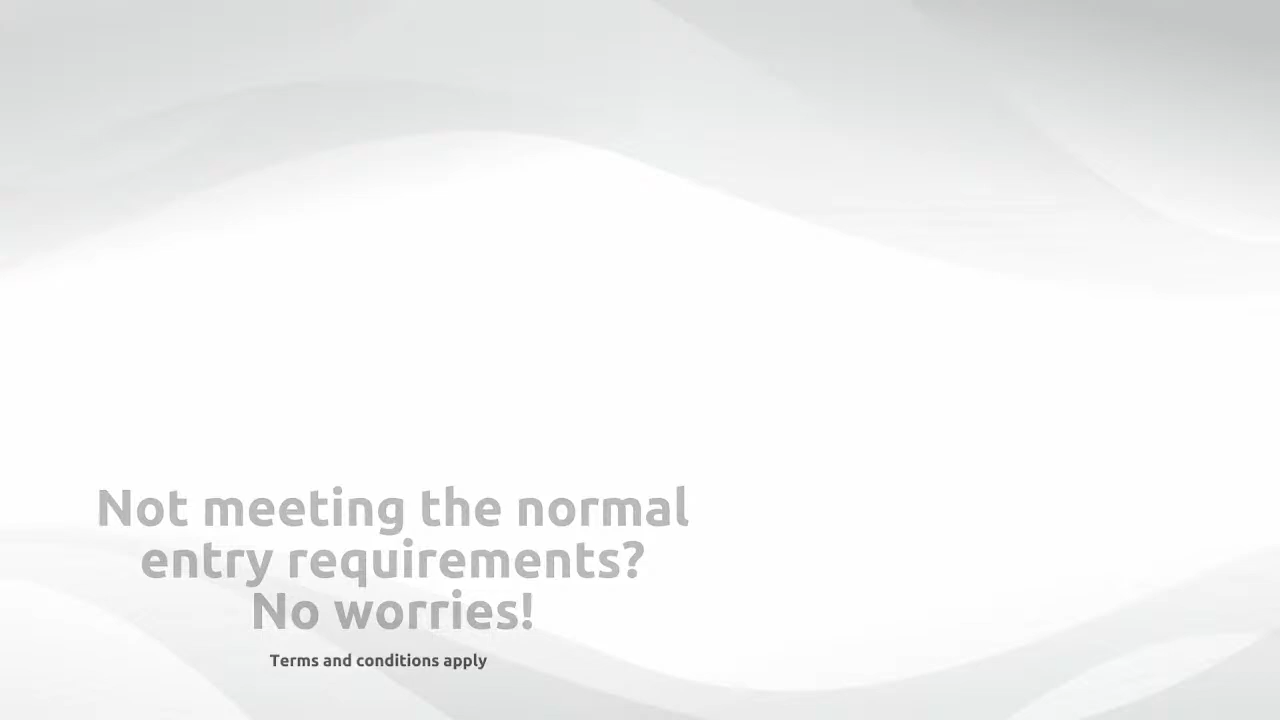 Not meeting the normal
entry requirements?
No worries!
Terms and conditions apply